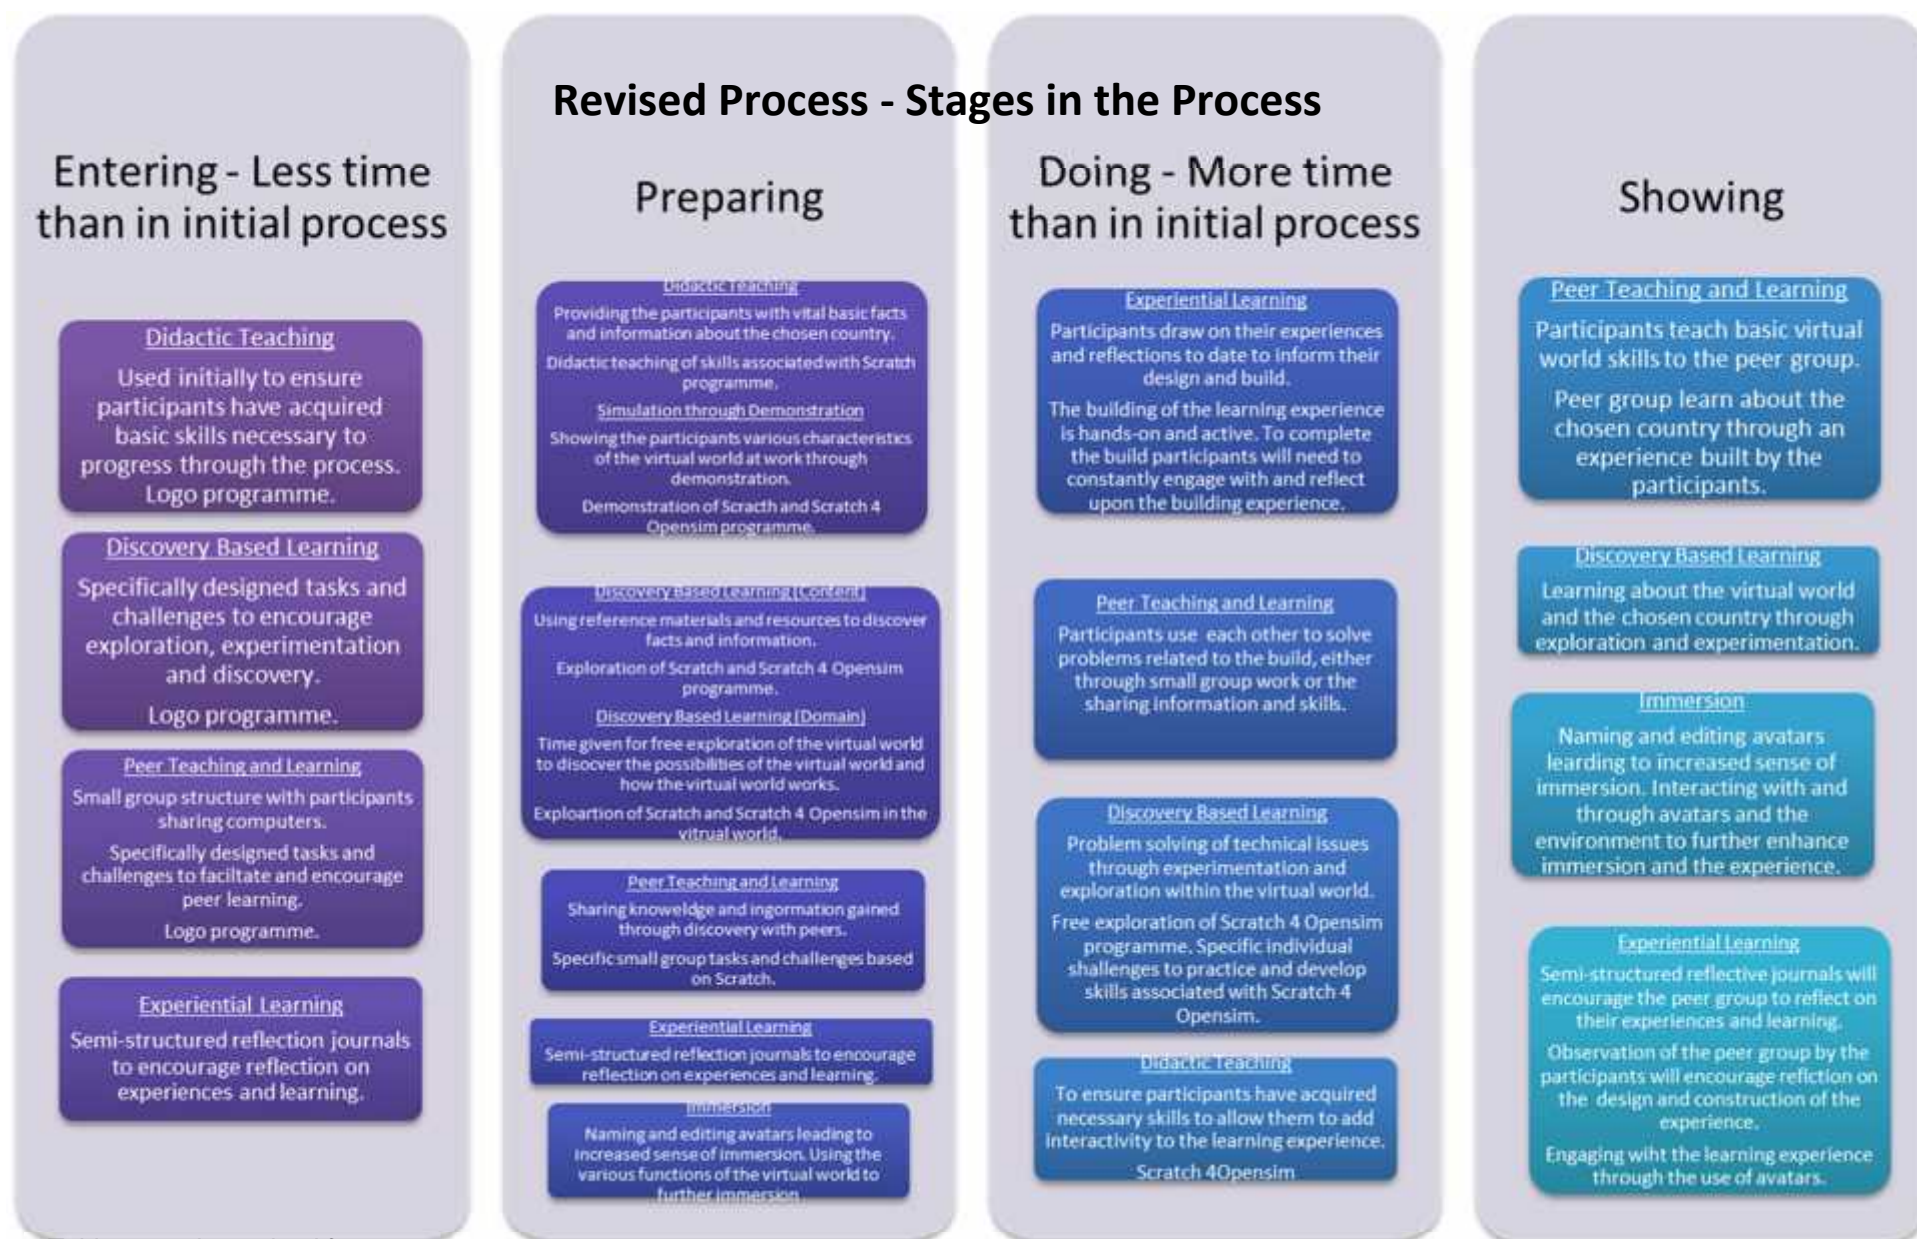 Revised Process - Stages in the Process
Entering - Less time
than in initial process
Didactic Teaching
Used initially to ensure
participants have acquired
basic skills necessary to
progress through the process.
Logo programme.
Discovery Based Learning
Specifically designed tasks and
challenges to encourage
exploration, experimentation
and discovery.
Logo programme.
Peer Teaching and Learning
Small group structure with participants
sharing computers.
Specifically designed tasks and
challenges to faciltate and encourage
peer learning.
Logo programme.
Experiential Learning
Semi-structured reflection journals
to encourage reflection on
experiences and learning.
Preparing
Didactic Teaching
Providing the participants with vital basic facts
and information about the chosen country.
Didactic teaching of skills associated with Scratch
programme.
Simulation through Demonstration
Showing the participants various characteristics
of the virtual world at work through
demonstration.
Demonstration of Scracth and Scratch 4
Opensim programme.
Discovery Based Learning (Content)
Using reference materials and resources to discover
facts and information.
Exploration of Scratch and Scratch 4 Opensim
programme.
Discovery Based Learning (Domain)
Time given for free exploration of the virtual world
to disocver the possibilities of the virtual world and
how the virtual world works.
Exploartion of Scratch and Scratch 4 Opensim in the
vitrual world.
Peer Teaching and Learning
Sharing knoweldge and ingormation gained
through discovery with peers.
Specific small group tasks and challenges based
on Scratch.
Experiential Learning
Semi-structured reflection journals to encourage
reflection on experiences and learning.
Immersion
Naming and editing avatars leading to
increased sense of immersion. Using the
various functions of the virtual world to
further immersion
Doing - More time
than in initial process
Experiential Learning
Participants draw on their experiences
and reflections to date to inform their
design and build.
The building of the learning experience
is hands-on and active. To complete
the build participants will need to
constantly engage with and reflect
upon the building experience.
Peer Teaching and Learning
Participants use each other to solve
problems related to the build, either
through small group work or the
sharing information and skills.
Discovery Based Learning
Problem solving of technical issues
through experimentation and
exploration within the virtual world.
Free exploration of Scratch 4 Opensim
programme. Specific individual
shallenges to practice and develop
skills associated with Scratch 4
Opensim.
Didactic Teaching
To ensure participants have acquired
necessary skills to allow them to add
interactivity to the learning experience.
Scratch 4Opensim
Showing
Peer Teaching and Learning
Participants teach basic virtual
world skills to the peer group.
Peer group learn about the
chosen country through an
experience built by the
participants.
Discovery Based Learning
Learning about the virtual world
and the chosen country through
exploration and experimentation.
Immersion
Naming and editing avatars
learding to increased sense of
immersion. Interacting with and
through avatars and the
environment to further enhance
immersion and the experience.
Experiential Learning
Semi-structured reflective journals will
encourage the peer group to reflect on
their experiences and learning.
Observation of the peer group by the
participants will encourage reflction on
the design and construction of the
experience.
Engaging wiht the learning experience
through the use of avatars.